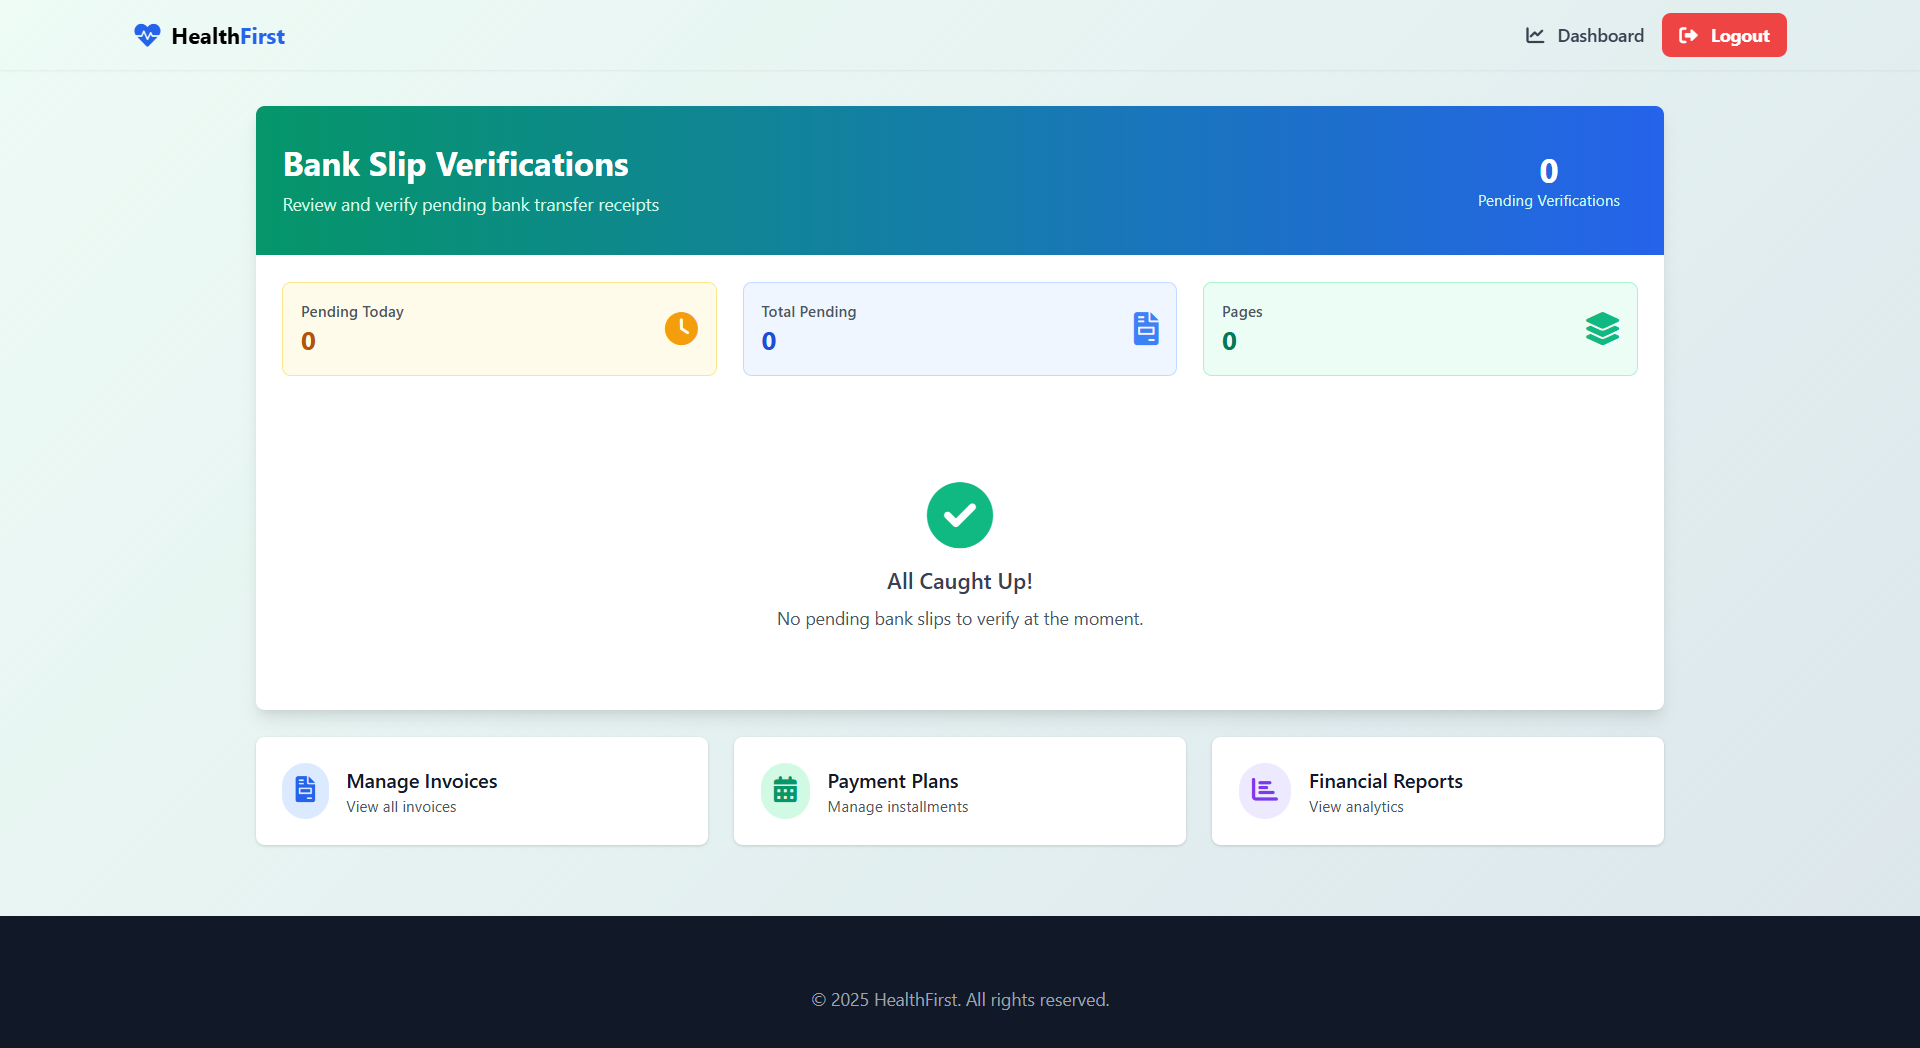 HealthFirst
Dashboard
Logout
Bank Slip Verifications
Review and verify pending bank transfer receipts
0
Pending Verifications
Pending Today
0
Total Pending
0
Pages
0
All Caught Up!
No pending bank slips to verify at the moment.
Manage Invoices
View all invoices
Payment Plans
Manage installments
Financial Reports
View analytics
© 2025 HealthFirst. All rights reserved.